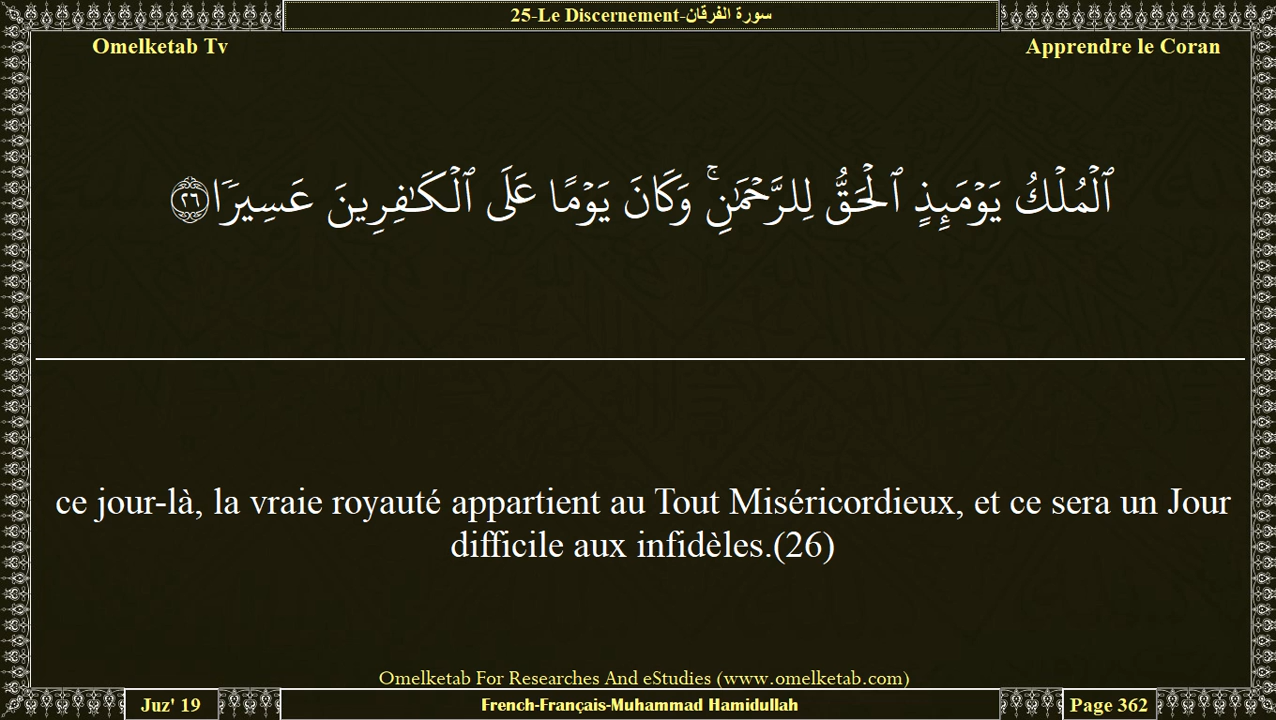 25-Le Discernement-سورة الفرقان
Omelketab Tv
Apprendre le Coran
ٱلۡمُلۡكُ يَوۡمَئِذٍ ٱلۡحَقُّ لِلرَّحۡمَٰنِۚ وَكَانَ يَوۡمًا عَلَى ٱلۡكَٰفِرِينَ عَسِيرٗا ٢٦
ce jour-là, la vraie royauté appartient au Tout Miséricordieux, et ce sera un Jour
difficile aux infidèles.(26)
Omelketab For Researches And eStudies (www.omelketab.com)
Juz' 19
French-Français-Muhammad Hamidullah
Page 362